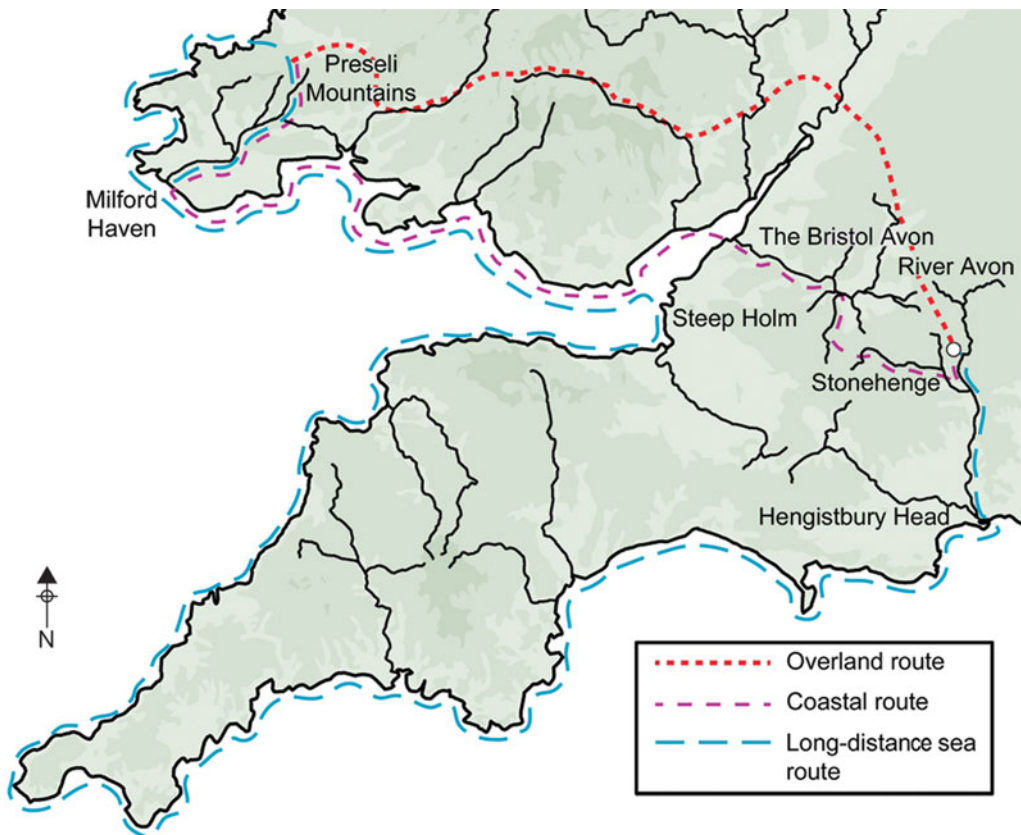 Preseli
Mountains
Milford
Haven
The Bristol Avon
River Avon
Steep Holm
Stonehenge
Hengistbury Head
N
Overland route
Coastal route
Long-distance sea
route